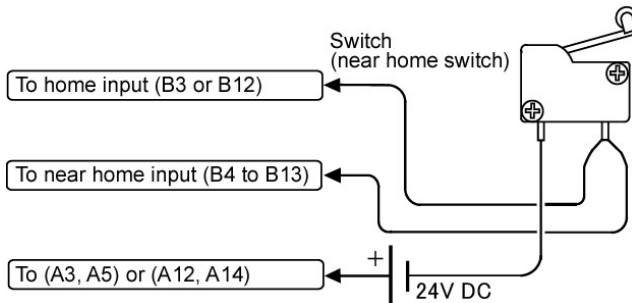 Switch
(near home switch)
To home input (B3 or B12)
To near home input (B4 to B13)
+
To (A3, A5) or (A12, A14)
24V DC